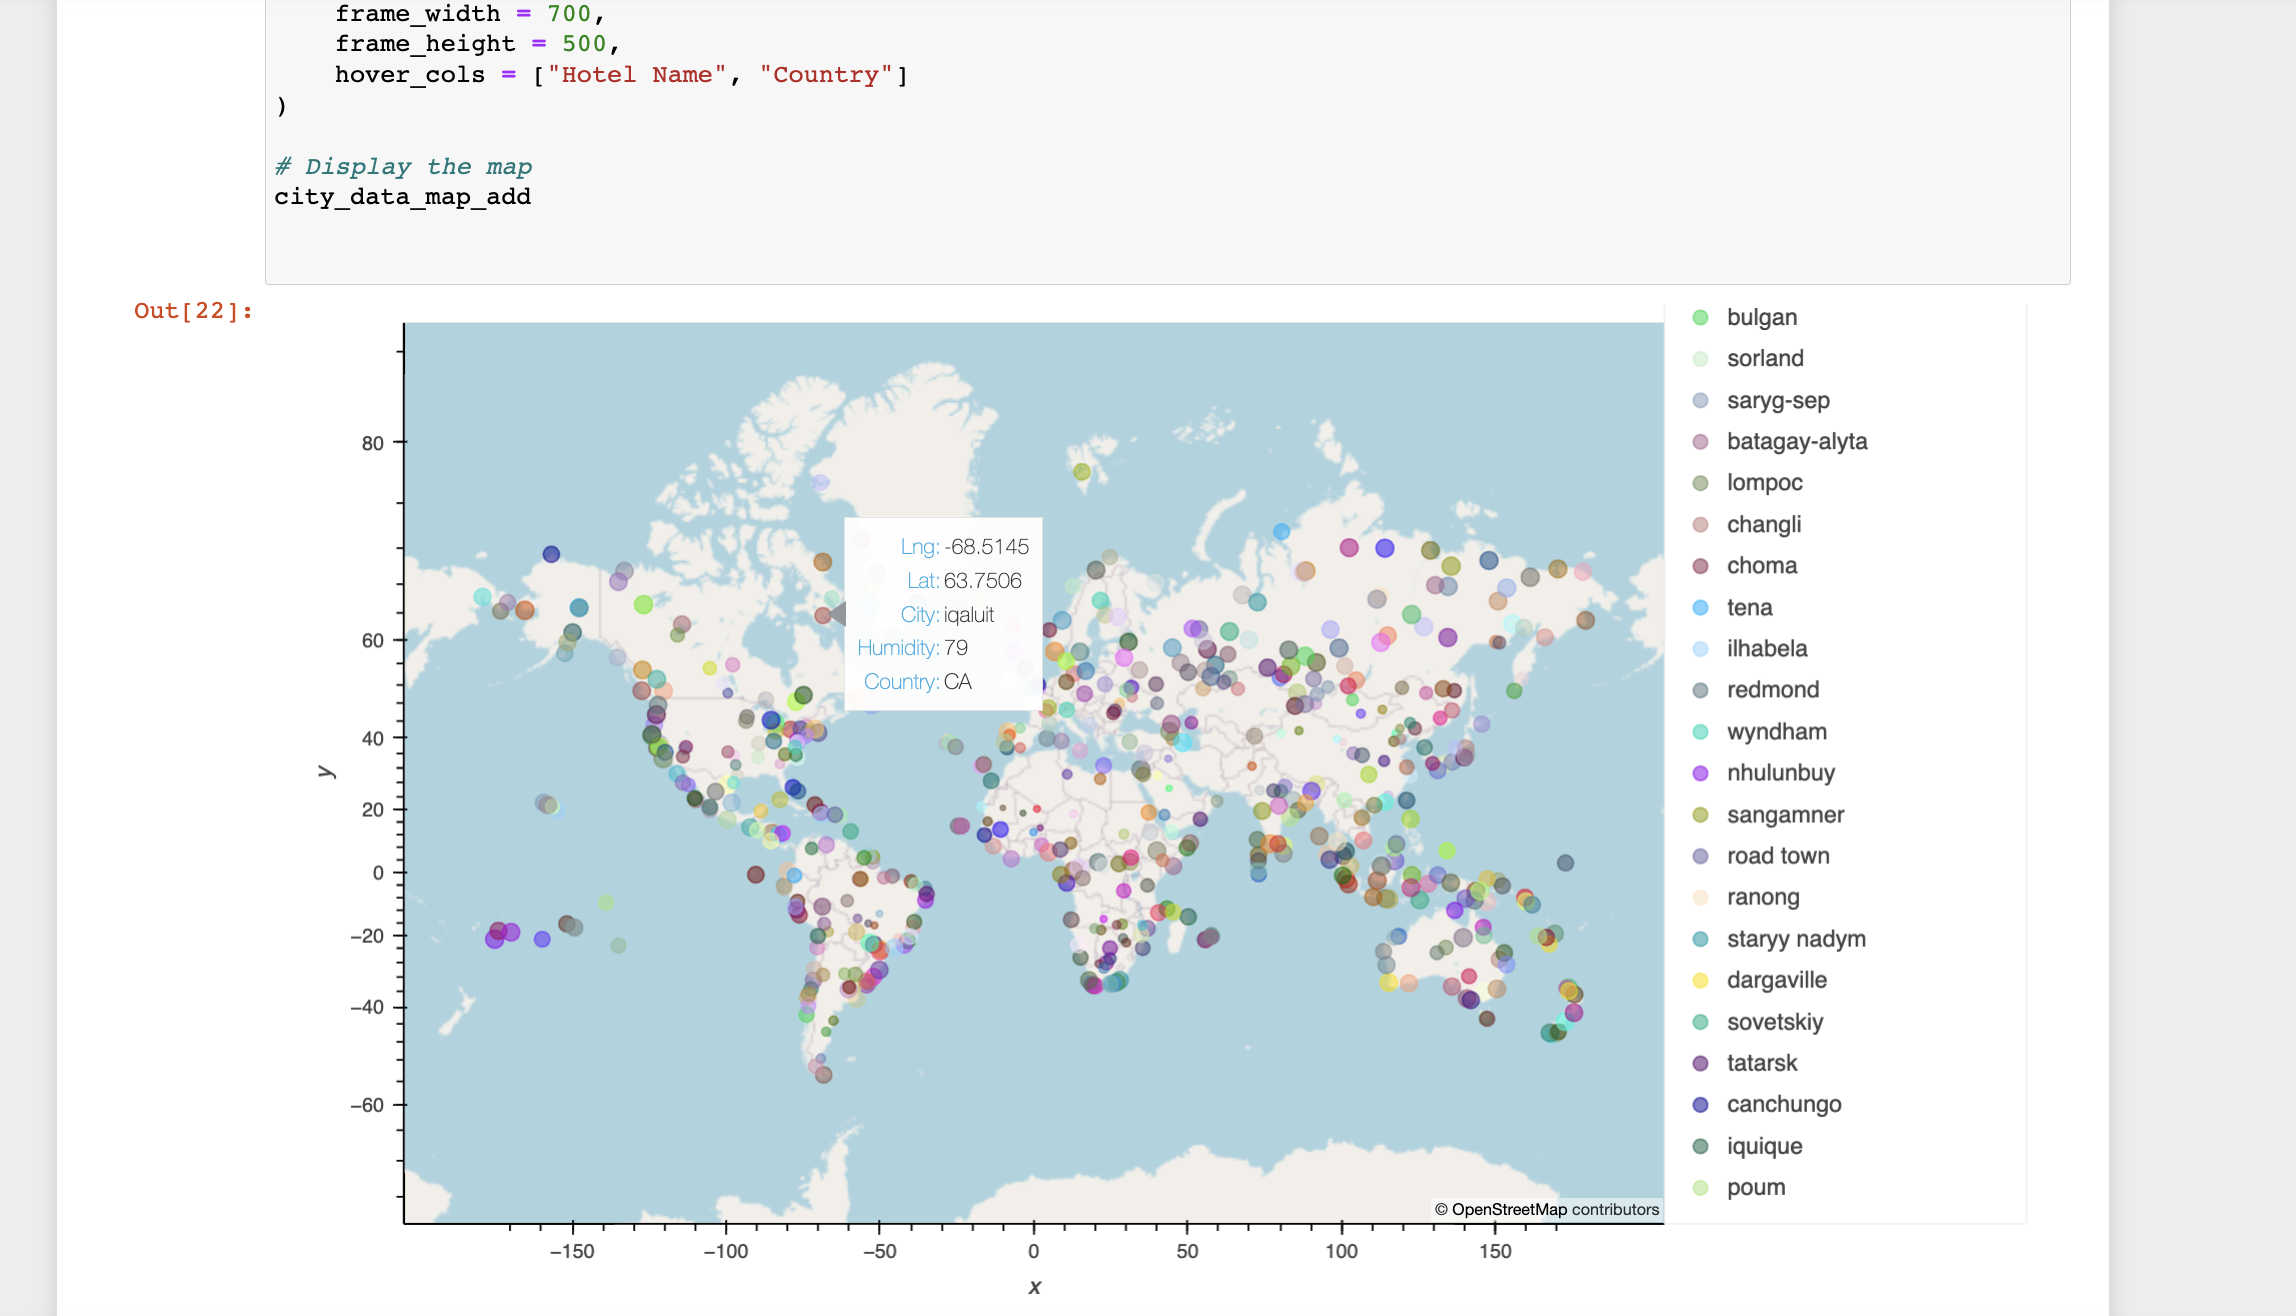 frame_width = 700,
frame_height = 500,
hover_cols = ["Hotel Name", "Country"]
)
# Display the map
city_data_map_add
Out[22]:
80
60
40
20
0
−20
−40
−60
y
−150
−100
−50
0
50
100
150
x
Lng: -68.5145
Lat: 63.7506
City: iqaluit
Humidity: 79
Country: CA
© OpenStreetMap contributors
bulgan
sorland
saryg-sep
batagay-alyta
lompoc
changli
choma
tena
ilhabela
redmond
wyndham
nhulunbuy
sangamner
road town
ranong
staryy nadym
dargaville
sovetskiy
tatarsk
canchungo
iquique
poum